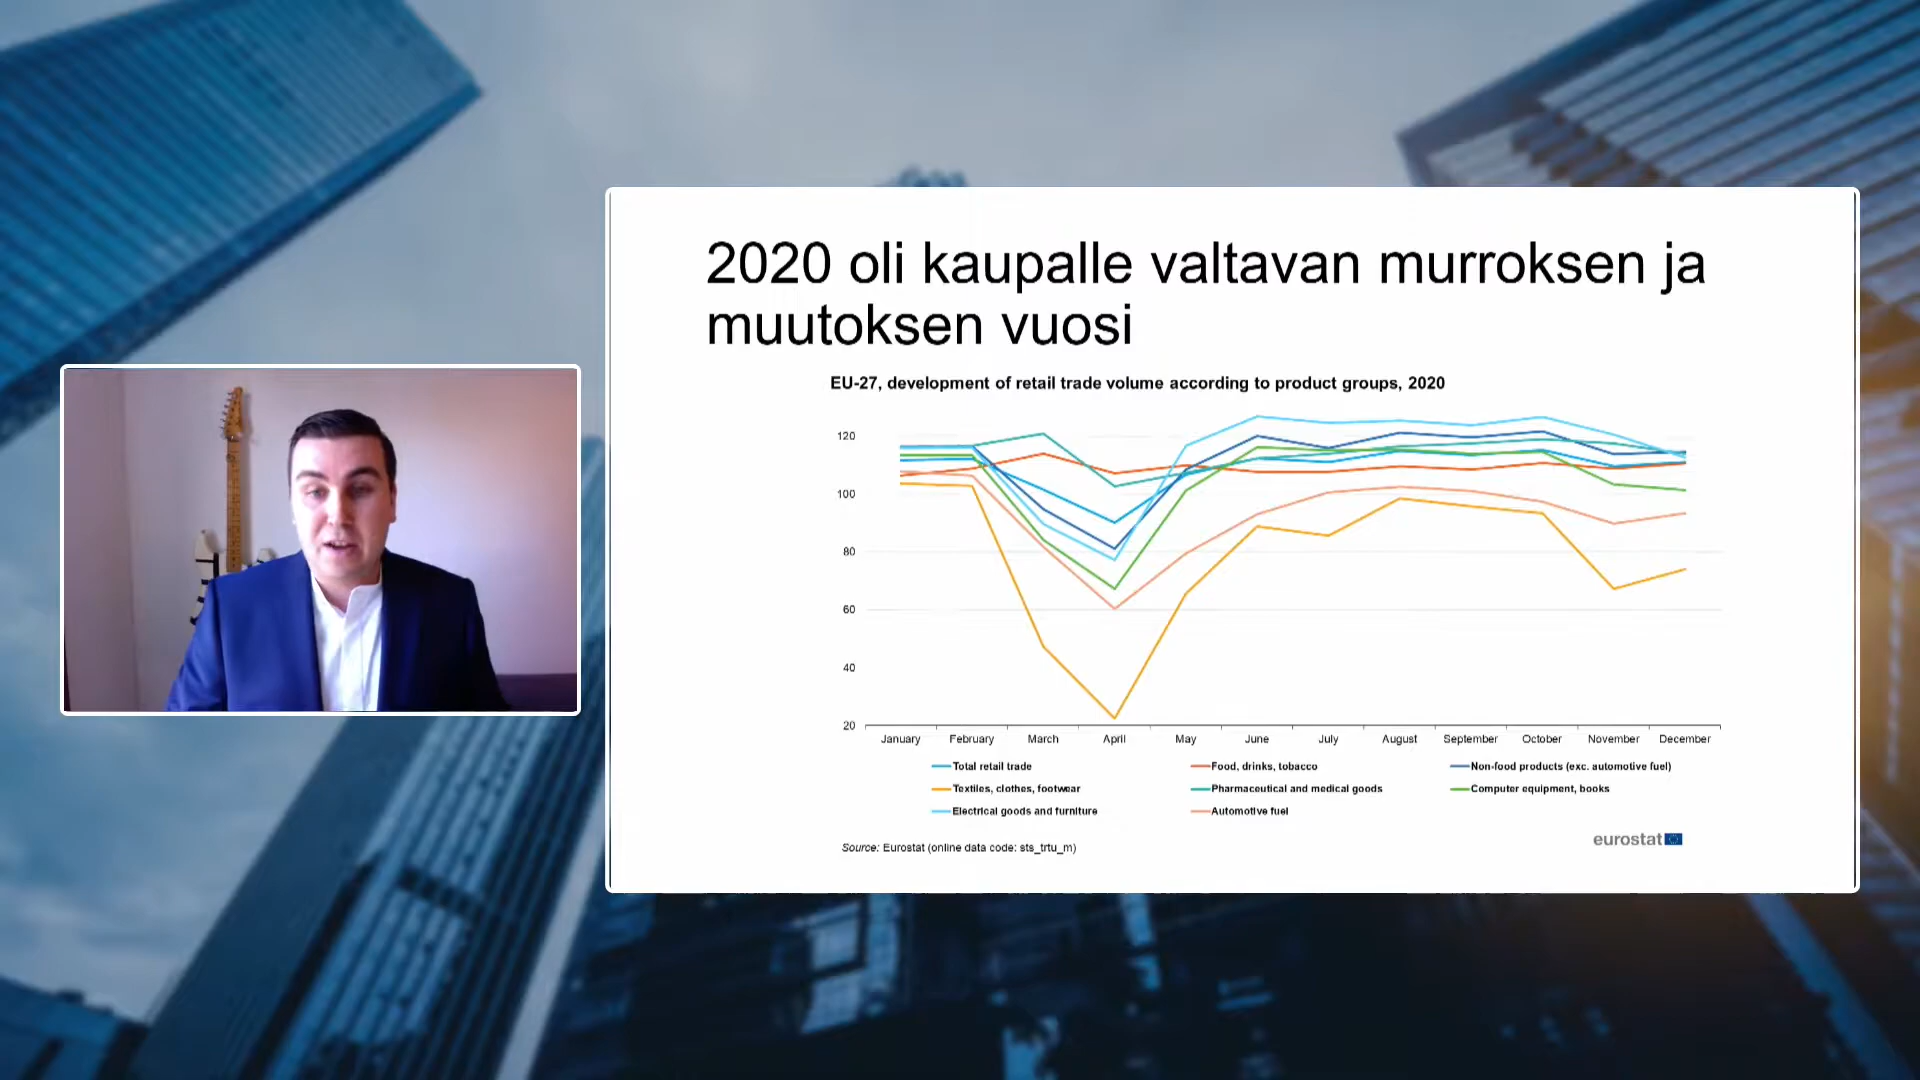 2020 oli kaupalle valtavan murroksen ja
muutoksen vuosi
EU-27, development of retail trade volume according to product groups, 2020
120
100
80
60
40
20
January February March April May June July August September October November December
Total retail trade Food, drinks, tobacco Non-food products (exc. automotive fuel)
Textiles, clothes, footwear Pharmaceutical and medical goods Computer equipment, books
Electrical goods and furniture Automotive fuel
eurostat
Source: Eurostat (online data code: sts_trtu_m)